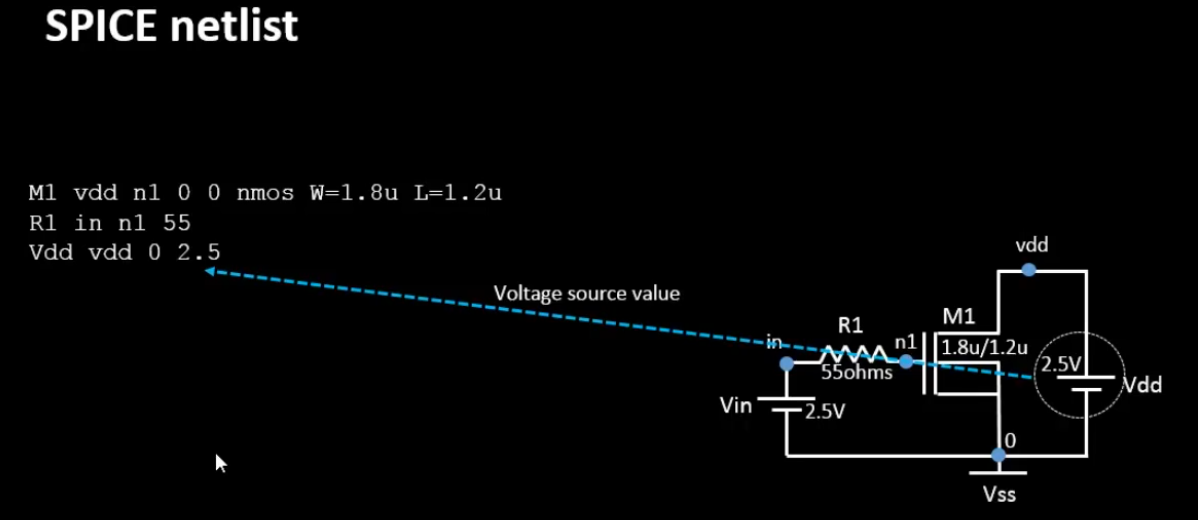 SPICE netlist
M1 vdd n1 0 0 nmos W=1.8u L=1.2u
R1 in n1 55
Vdd vdd 0 2.5
Voltage source value
vdd
M1
R1
in
n1
1.8u/1.2u
55ohms
2.5V
Vdd
Vin
2.5V
0
Vss